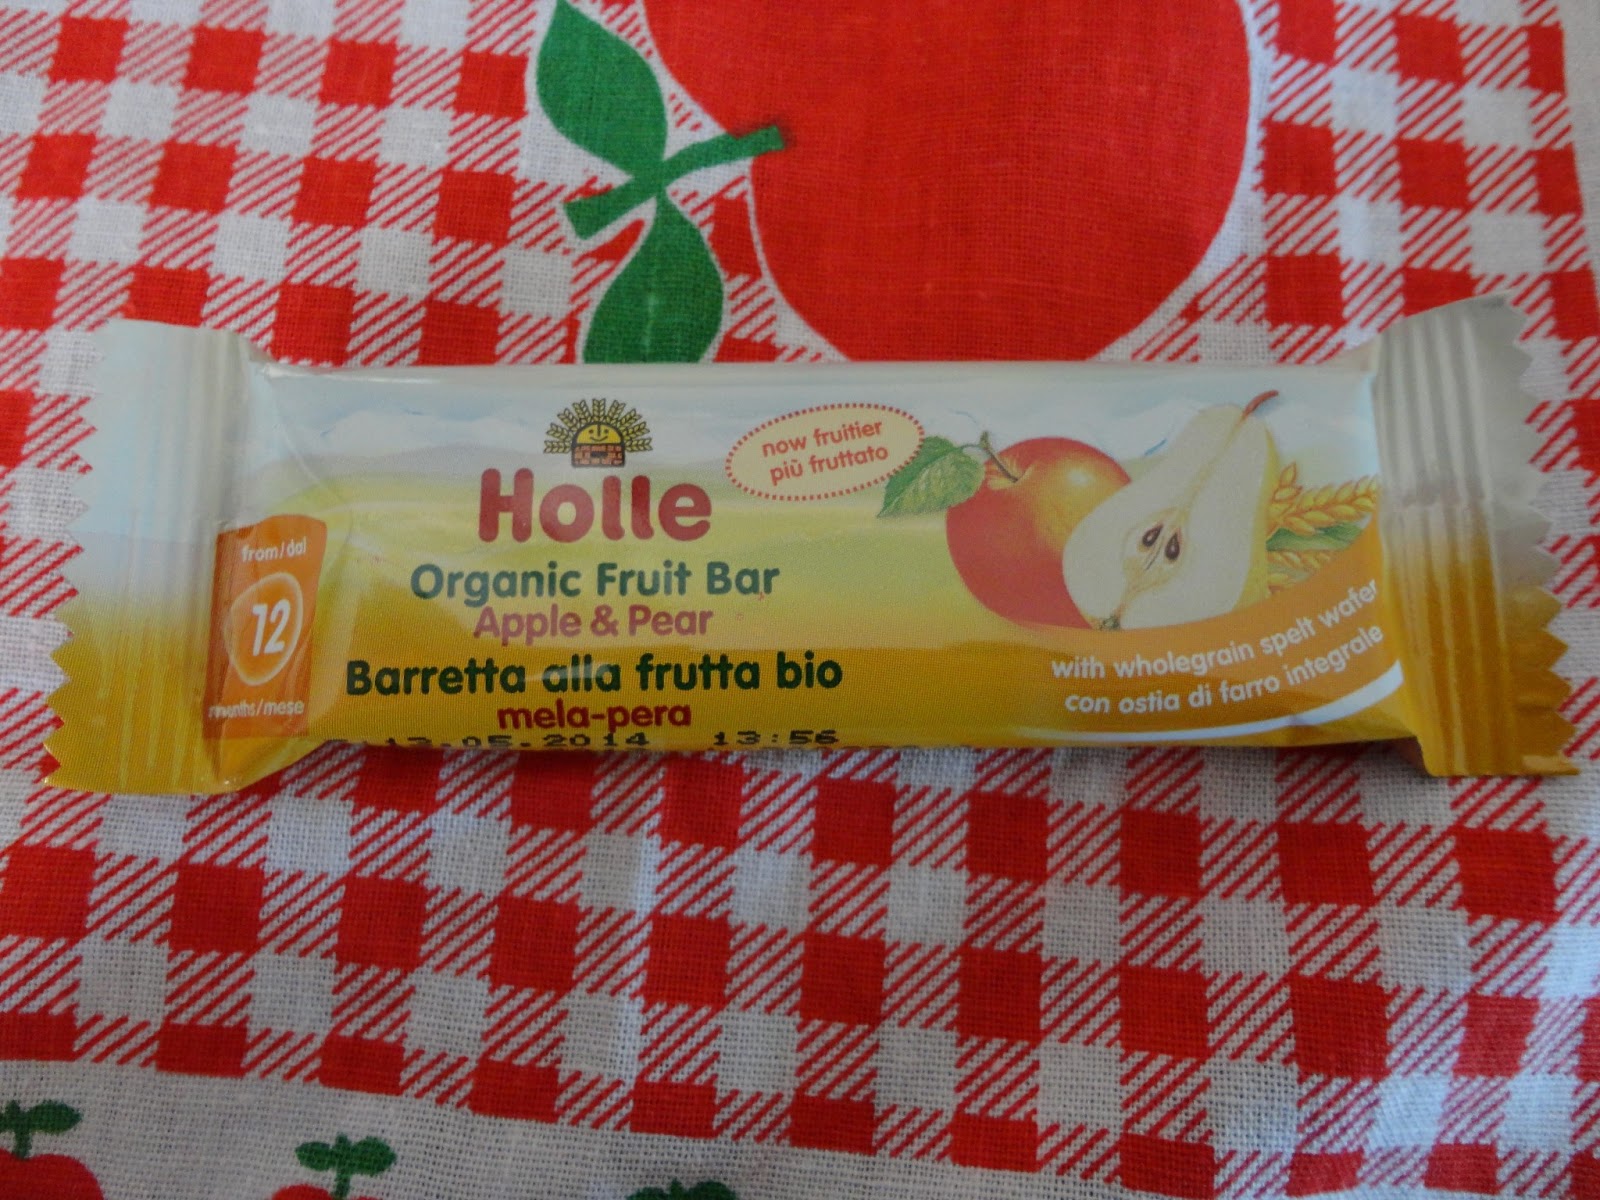 now fruitier
più fruttato
Holle
from/dal
12
months/mese
Organic Fruit Bar
Apple & Pear
Barretta alla frutta bio
mela-pera
with wholegrain spelt wafer
con ostia di farro integrale
13.05.2014 13:56